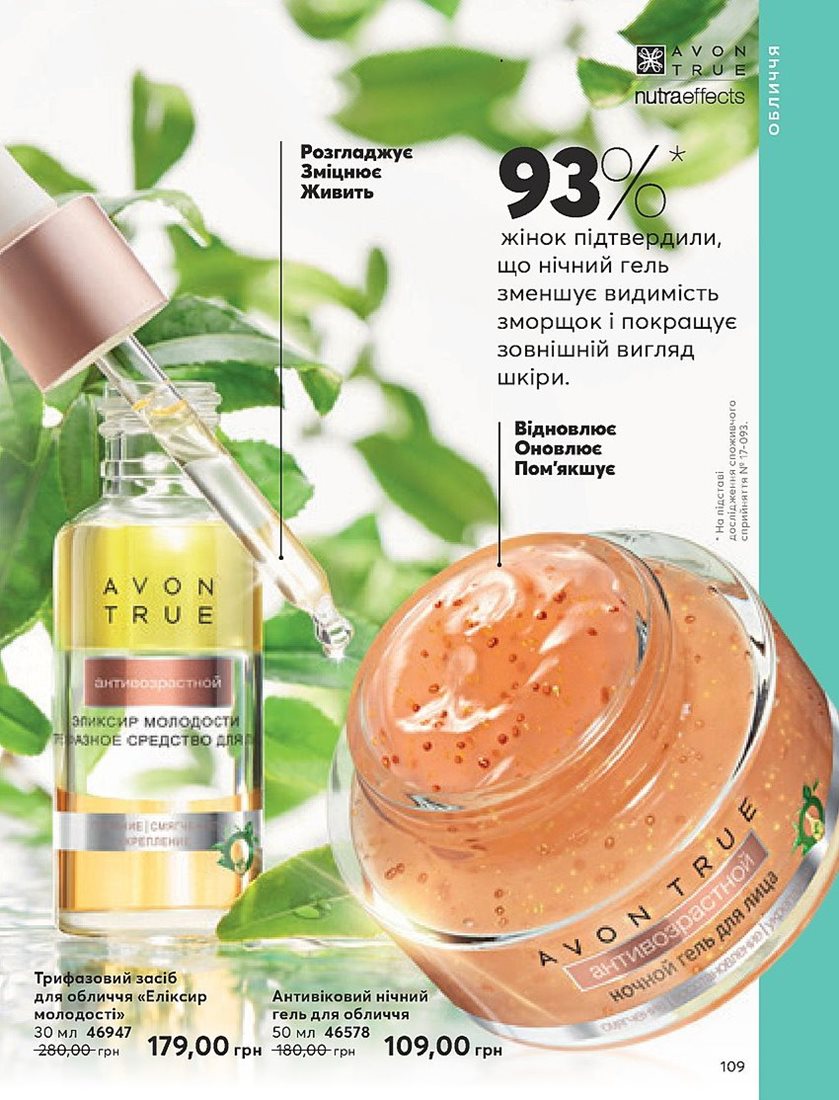 AVON
TRUE
nutraeffects
ОБЛИЧЧЯ
Розгладжує
Зміцнює
Живить
93%*
жінок підтвердили,
що нічний гель
зменшує видимість
зморщок і покращує
зовнішній вигляд
шкіри.
Відновлює
Оновлює
Пом'якшує
* На підставі
дослідження споживчого
сприйняття № 17-093.
AVON
TRUE
антивозрастной
ЭЛИКСИР МОЛОДОСТИ
СРЕДСТВО ДЛЯ
AVON TRUE
антивозрастной
ночной гель для лица
Трифазовий засіб
для обличчя «Еліксир
молодості»
30 мл 46947
280,00 грн 179,00 грн
Антивіковий нічний
гель для обличчя
50 мл 46578
180,00 грн 109,00 грн
109